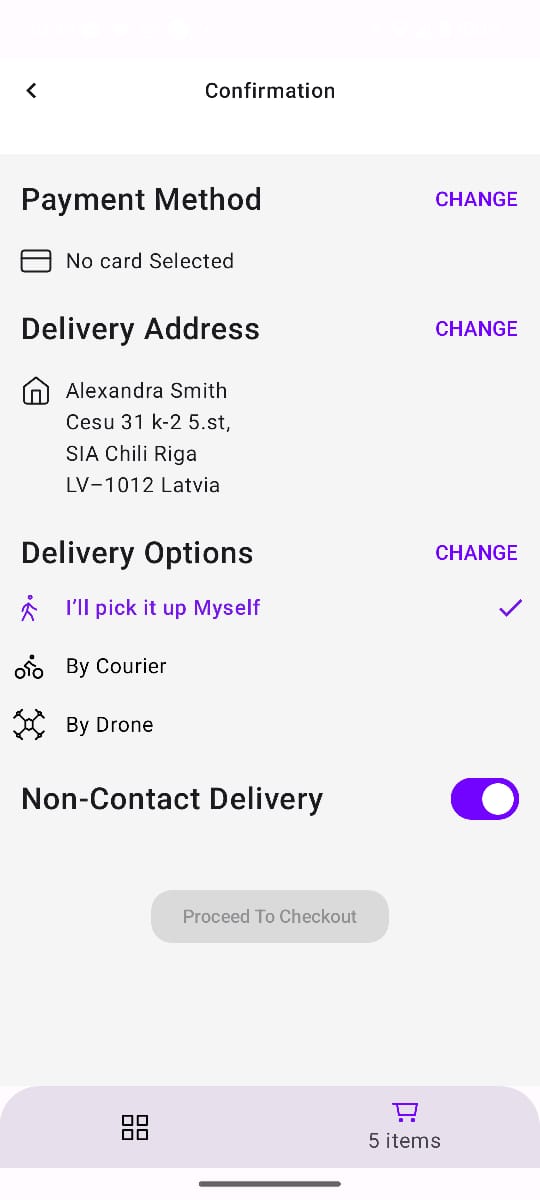 Confirmation
Payment Method
CHANGE
No card Selected
Delivery Address
CHANGE
Alexandra Smith
Cesu 31 k-2 5.st,
SIA Chili Riga
LV–1012 Latvia
Delivery Options
CHANGE
I’ll pick it up Myself
By Courier
By Drone
Non-Contact Delivery
Proceed To Checkout
5 items